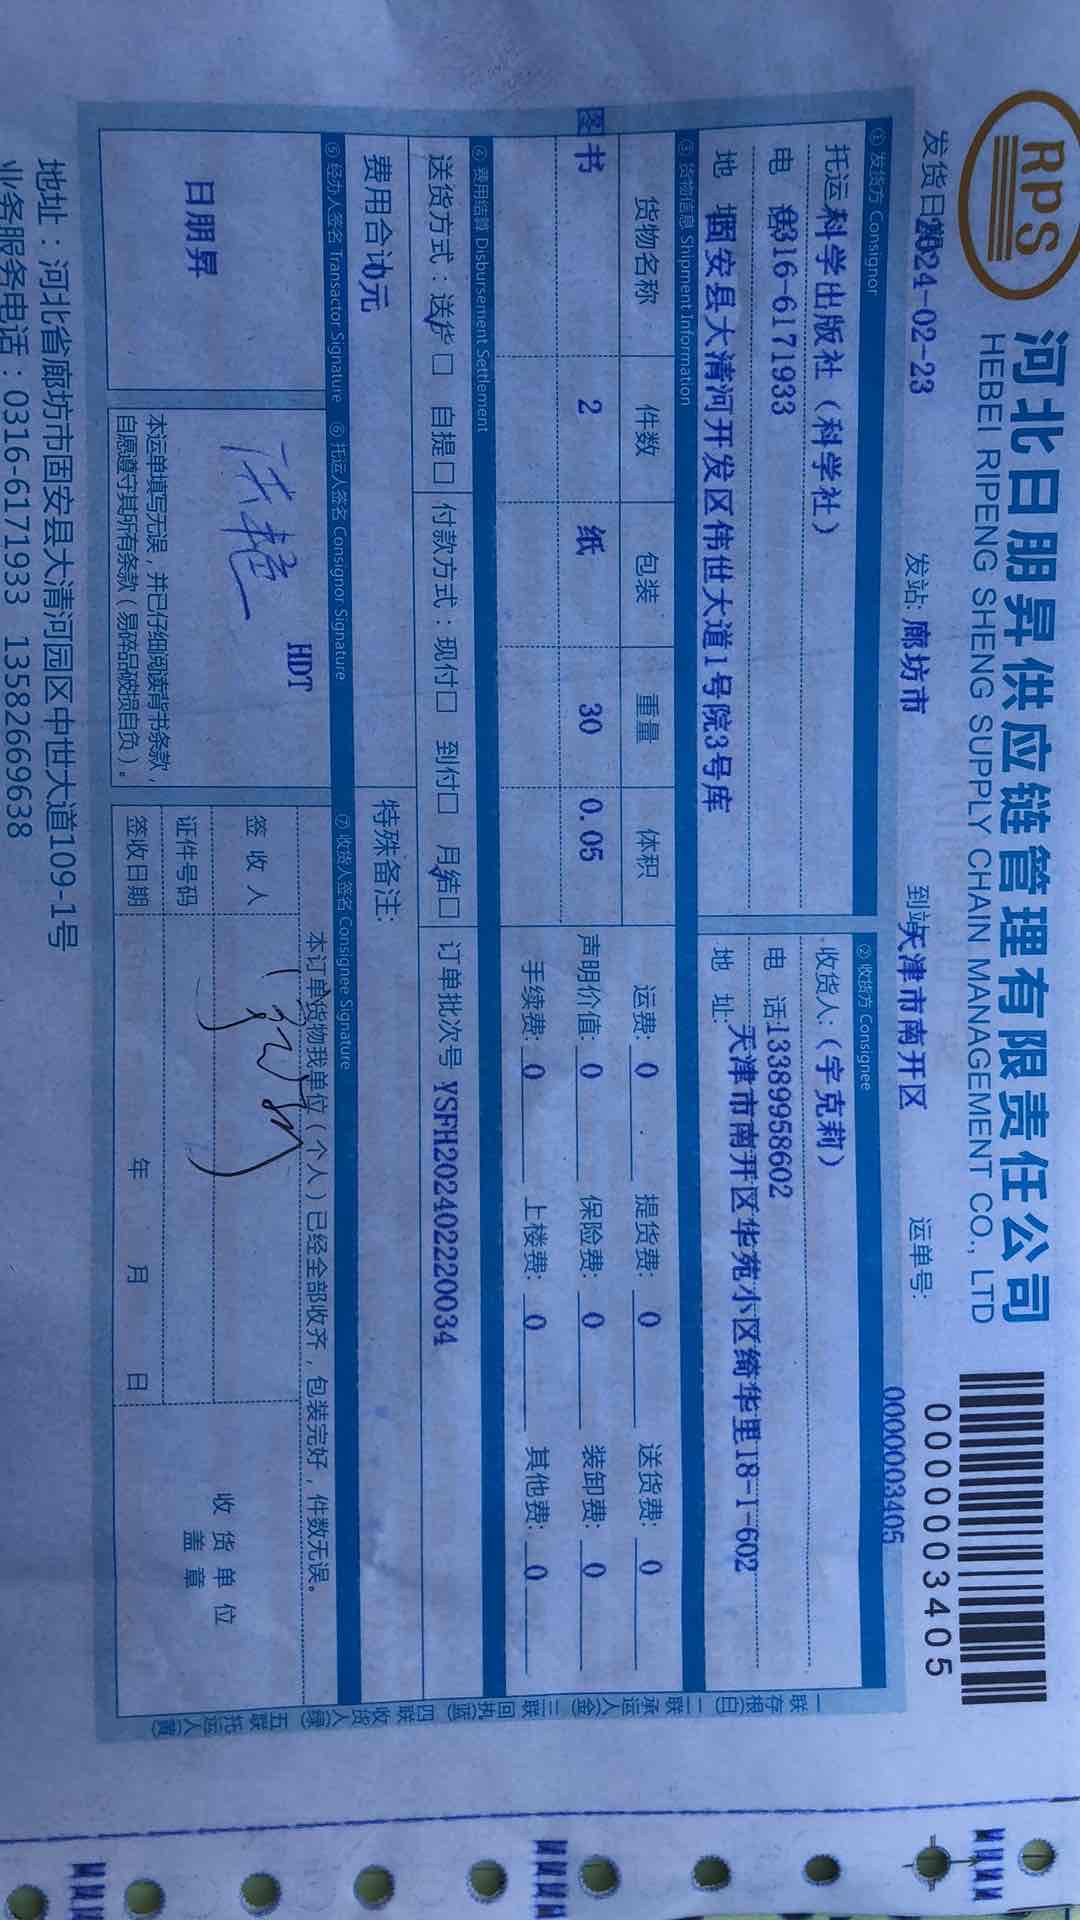 RPS
河北日朋昇供应链管理有限责任公司
HEBEI RIPENG SHENG SUPPLY CHAIN MANAGEMENT CO., LTD
0000003405
发货日期2024-02-23 发站: 廊坊市 到站天津市南开区 运单号: 0000003405
① 发货方 Consignor
托运 科学出版社（科学社）
电 话0316-6171933
地 址固安县大清河开发区伟世大道1号院3号库
② 收货方 Consignee
收货人:（宇克莉）
电 话:13389958602
地 址:天津市南开区华苑小区绮华里18-1-602
③ 货物信息 Shipment Information
货物名称 件数 包装 重量 体积
图书 2 纸 30 0.05
运费: 0 提货费: 0 送货费: 0
声明价值: 0 保险费: 0 装卸费: 0
手续费: 0 上楼费: 0 其他费: 0
④ 费用结算 Disbursement Settlement
送货方式：送货□ 自提□ 付款方式：现付□ 到付□ 月结□ 订单批次号 YSFH202402220034
费用合计0元 特殊备注:
⑤ 经办人签名 Transactor Signature
日朋昇
⑥ 托运人签名 Consignor Signature
HDT
本运单填写无误，并已仔细阅读背书条款，
自愿遵守其所有条款（易碎品破损自负）。
⑦ 收货人签名 Consignee Signature
本订单货物我单位（个人）已经全部收齐，包装完好，件数无误。
签收人
证件号码
签收日期 年 月 日
收货单位
盖章
一联存根(白) 二联承运人(金) 三联回执(蓝) 四联收货人(绿) 五联托运人(黄)
地址：河北省廊坊市固安县大清河园区中世大道109-1号
业务服务电话：0316-6171933 13582669638